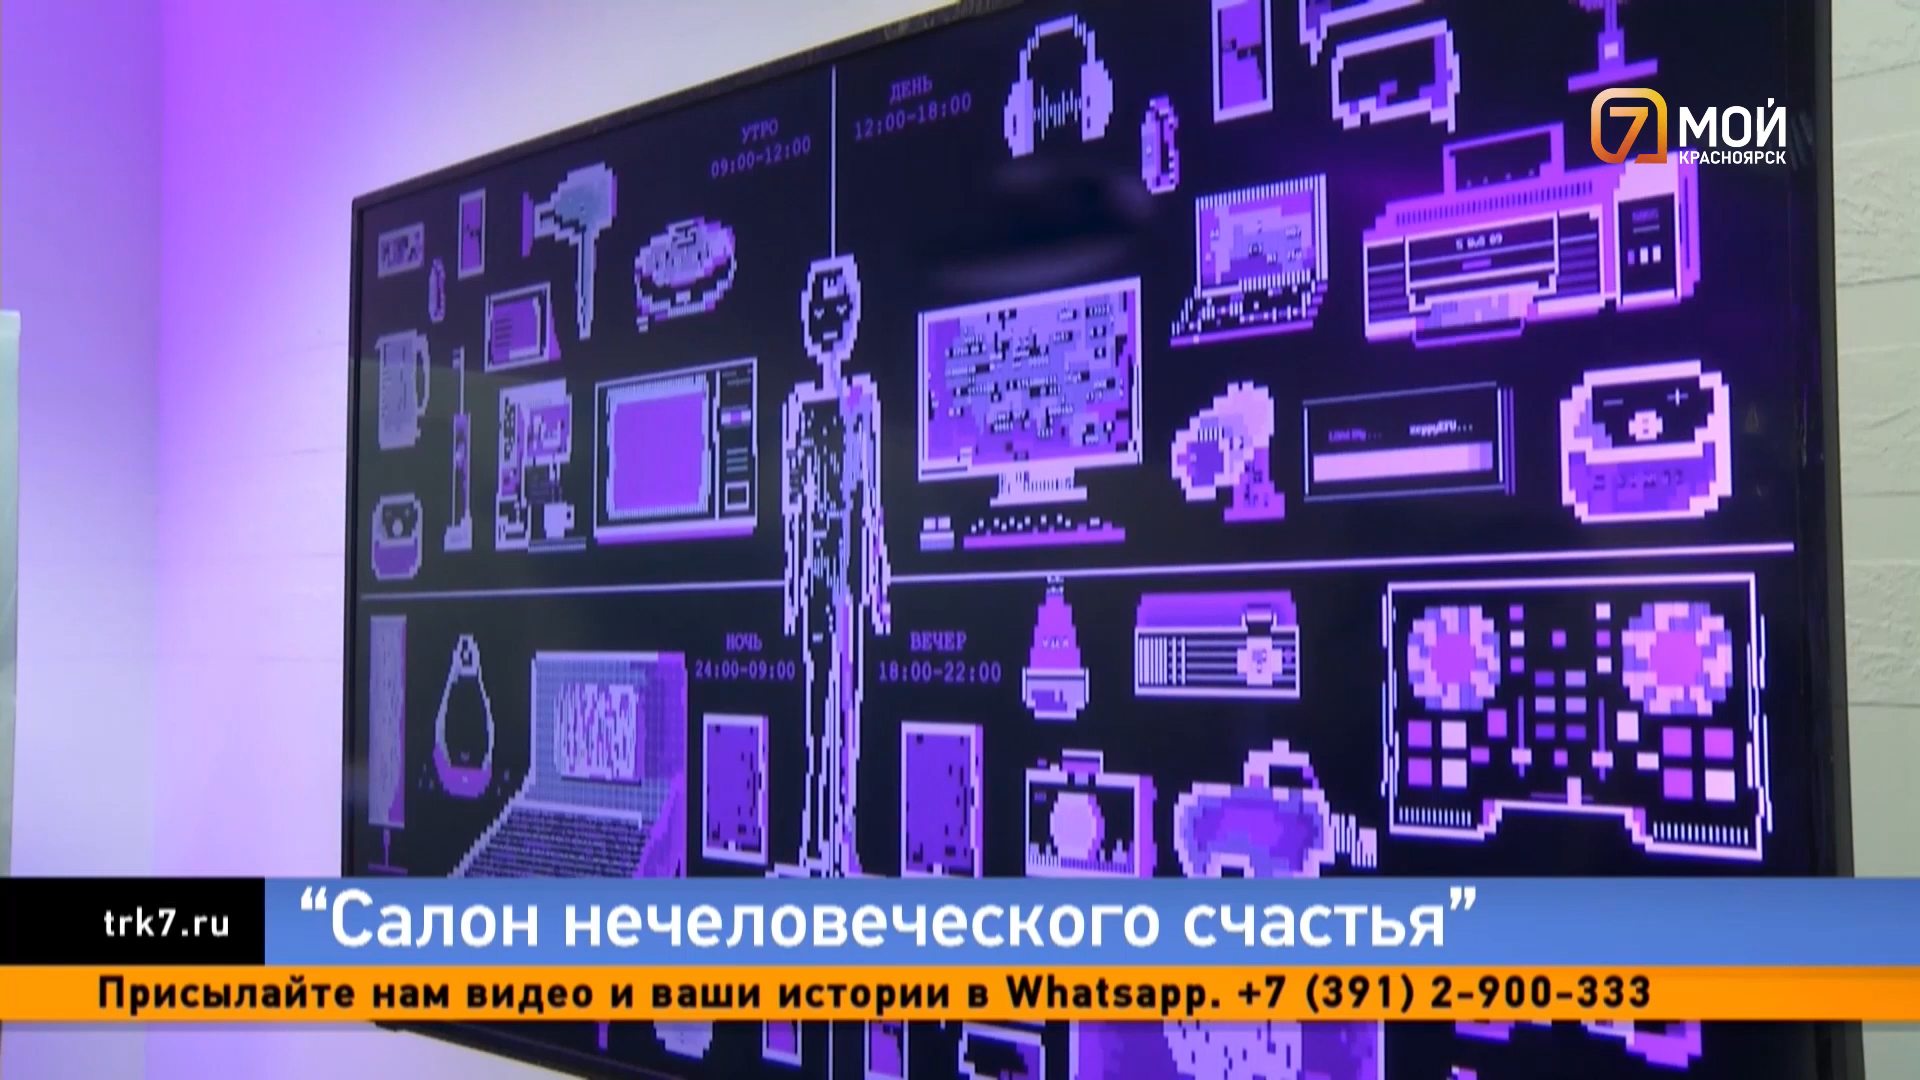 УТРО
09:00-12:00
ДЕНЬ
12:00-18:00
7 МОЙ
КРАСНОЯРСК
НОЧЬ
24:00-09:00
ВЕЧЕР
18:00-22:00
trk7.ru
“Салон нечеловеческого счастья”
Присылайте нам видео и ваши истории в Whatsapp. +7 (391) 2-900-333